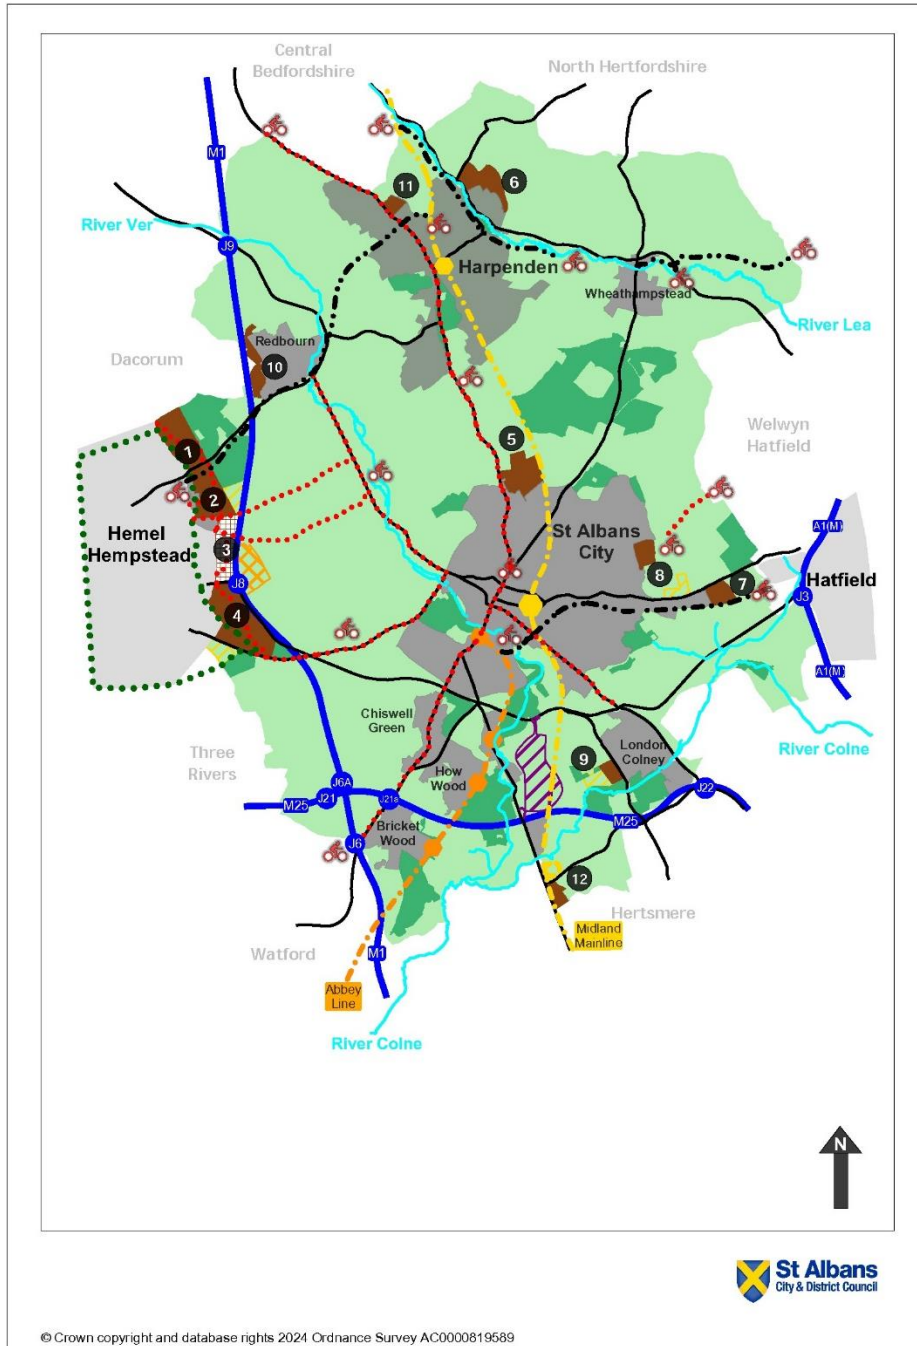 Central
Bedfordshire
North Hertfordshire
M1
11
6
River Ver
J9
Harpenden
Wheathampstead
River Lea
Redbourn
Dacorum
10
Welwyn
Hatfield
5
1
2
Hemel
Hempstead
St Albans
City
A1(M)
3
8
7
Hatfield
J8
J3
4
A1(M)
Chiswell
Green
River Colne
Three
Rivers
How
Wood
9
London
Colney
J6A
M25
J21
J21a
J22
M25
Bricket
Wood
J6
12
Hertsmere
Watford
M1
Midland
Mainline
Abbey
Line
River Colne
N
St Albans
City & District Council
© Crown copyright and database rights 2024 Ordnance Survey AC0000819589